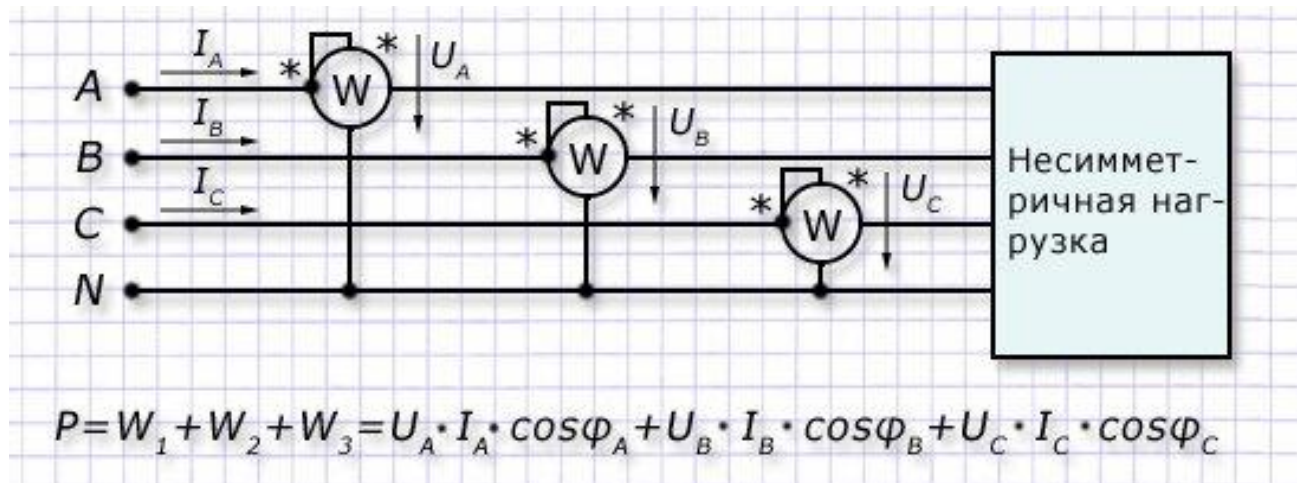 I_A
* * U_A
A W
I_B
* * U_B
B W
I_C
* * U_C
C W
N
Несиммет-
ричная наг-
рузка
P=W_1+W_2+W_3=U_A·I_A·cosφ_A+U_B·I_B·cosφ_B+U_C·I_C·cosφ_C